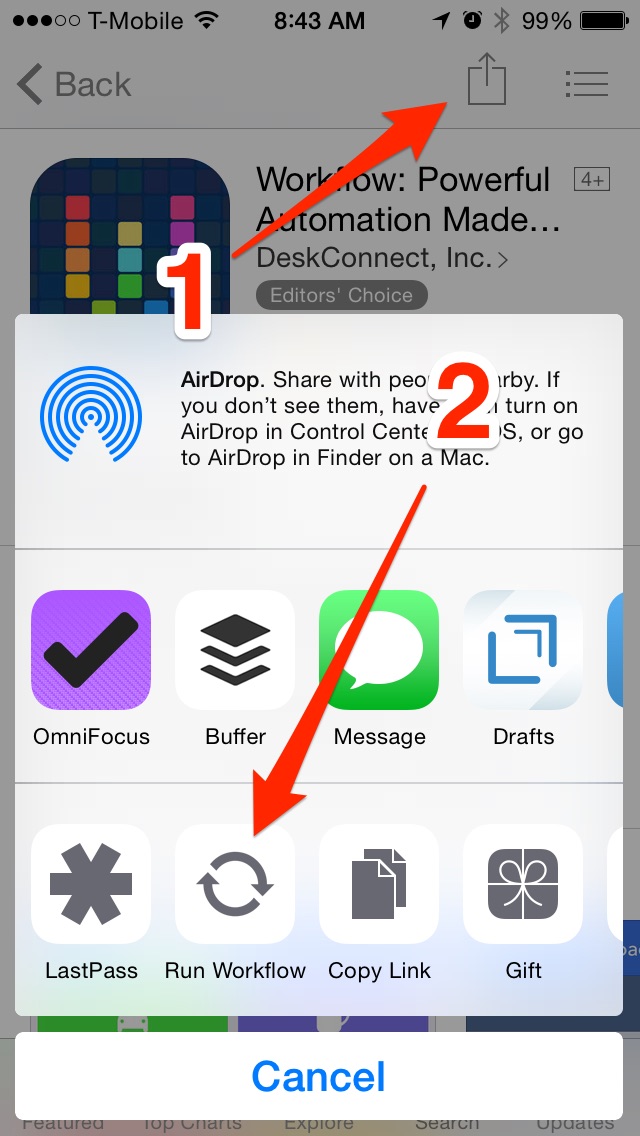 T-Mobile 8:43 AM 99%
Back
Workflow: Powerful 4+
Automation Made…
DeskConnect, Inc. >
Editors' Choice
1
2
AirDrop. Share with peo arby. If
you don't see them, have turn on
AirDrop in Control Cente OS, or go
to AirDrop in Finder on a Mac.
OmniFocus Buffer Message Drafts
LastPass Run Workflow Copy Link Gift
Cancel
Featured Top Charts Explore Search Updates